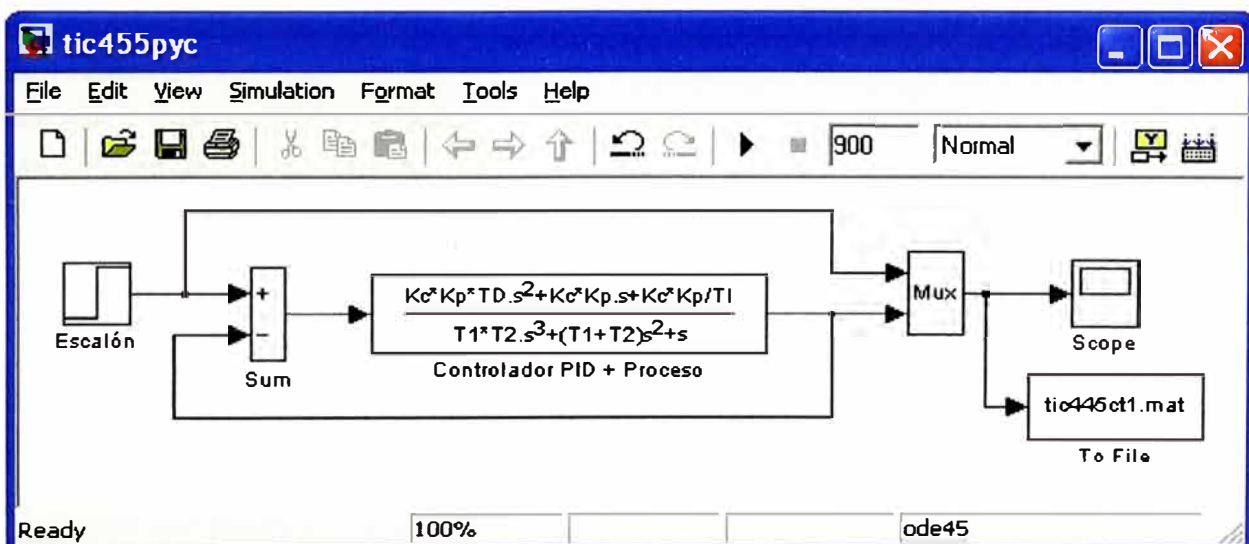 tic455pyc
File Edit View Simulation Format Tools Help
900 Normal
Escalón
+
−
Sum
Kc*Kp*TD.s²+Kc*Kp.s+Kc*Kp/TI
T1*T2.s³+(T1+T2)s²+s
Controlador PID + Proceso
Mux
Scope
tic445ct1.mat
To File
Ready 100% ode45